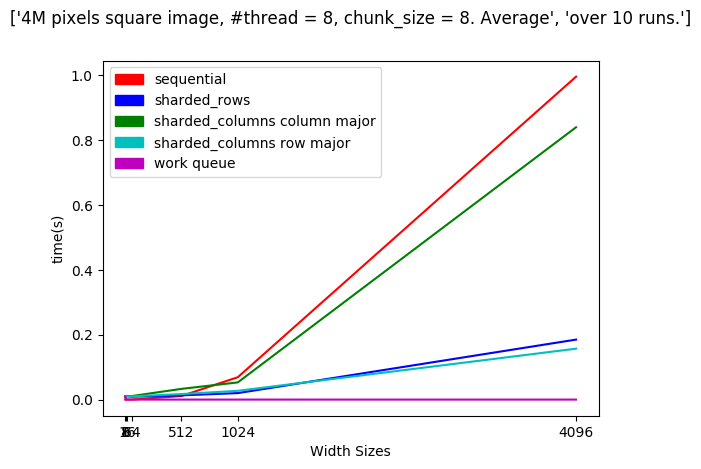 ['4M pixels square image, #thread = 8, chunk_size = 8. Average', 'over 10 runs.']
1.0
sequential
sharded_rows
sharded_columns column major
sharded_columns row major
work queue
0.8
0.6
time(s)
0.4
0.2
0.0
64 512 1024 4096
Width Sizes